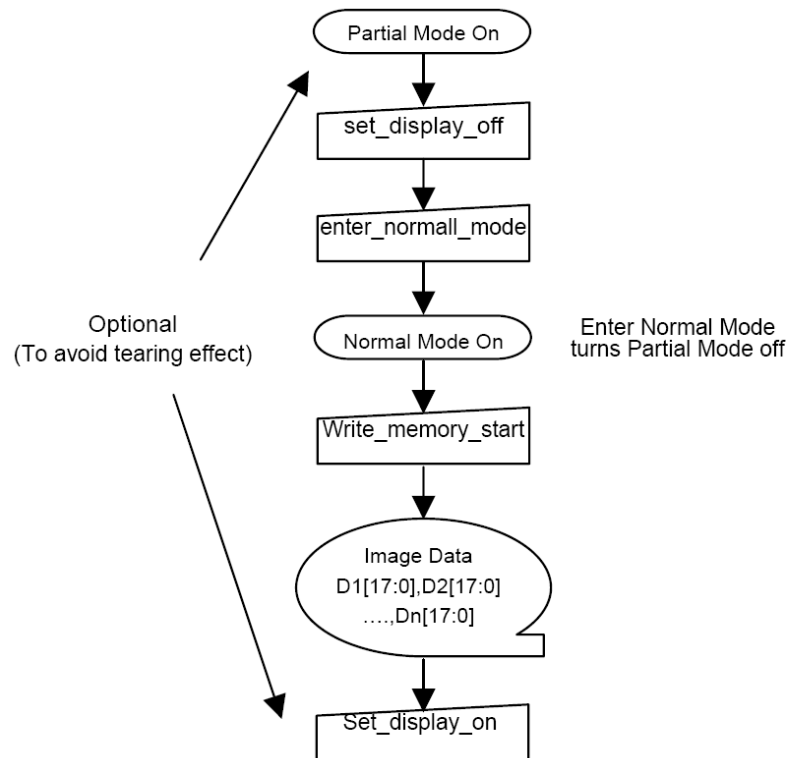 Partial Mode On
set_display_off
enter_normall_mode
Optional
(To avoid tearing effect)
Normal Mode On
Enter Normal Mode
turns Partial Mode off
Write_memory_start
Image Data
D1[17:0],D2[17:0]
....,Dn[17:0]
Set_display_on